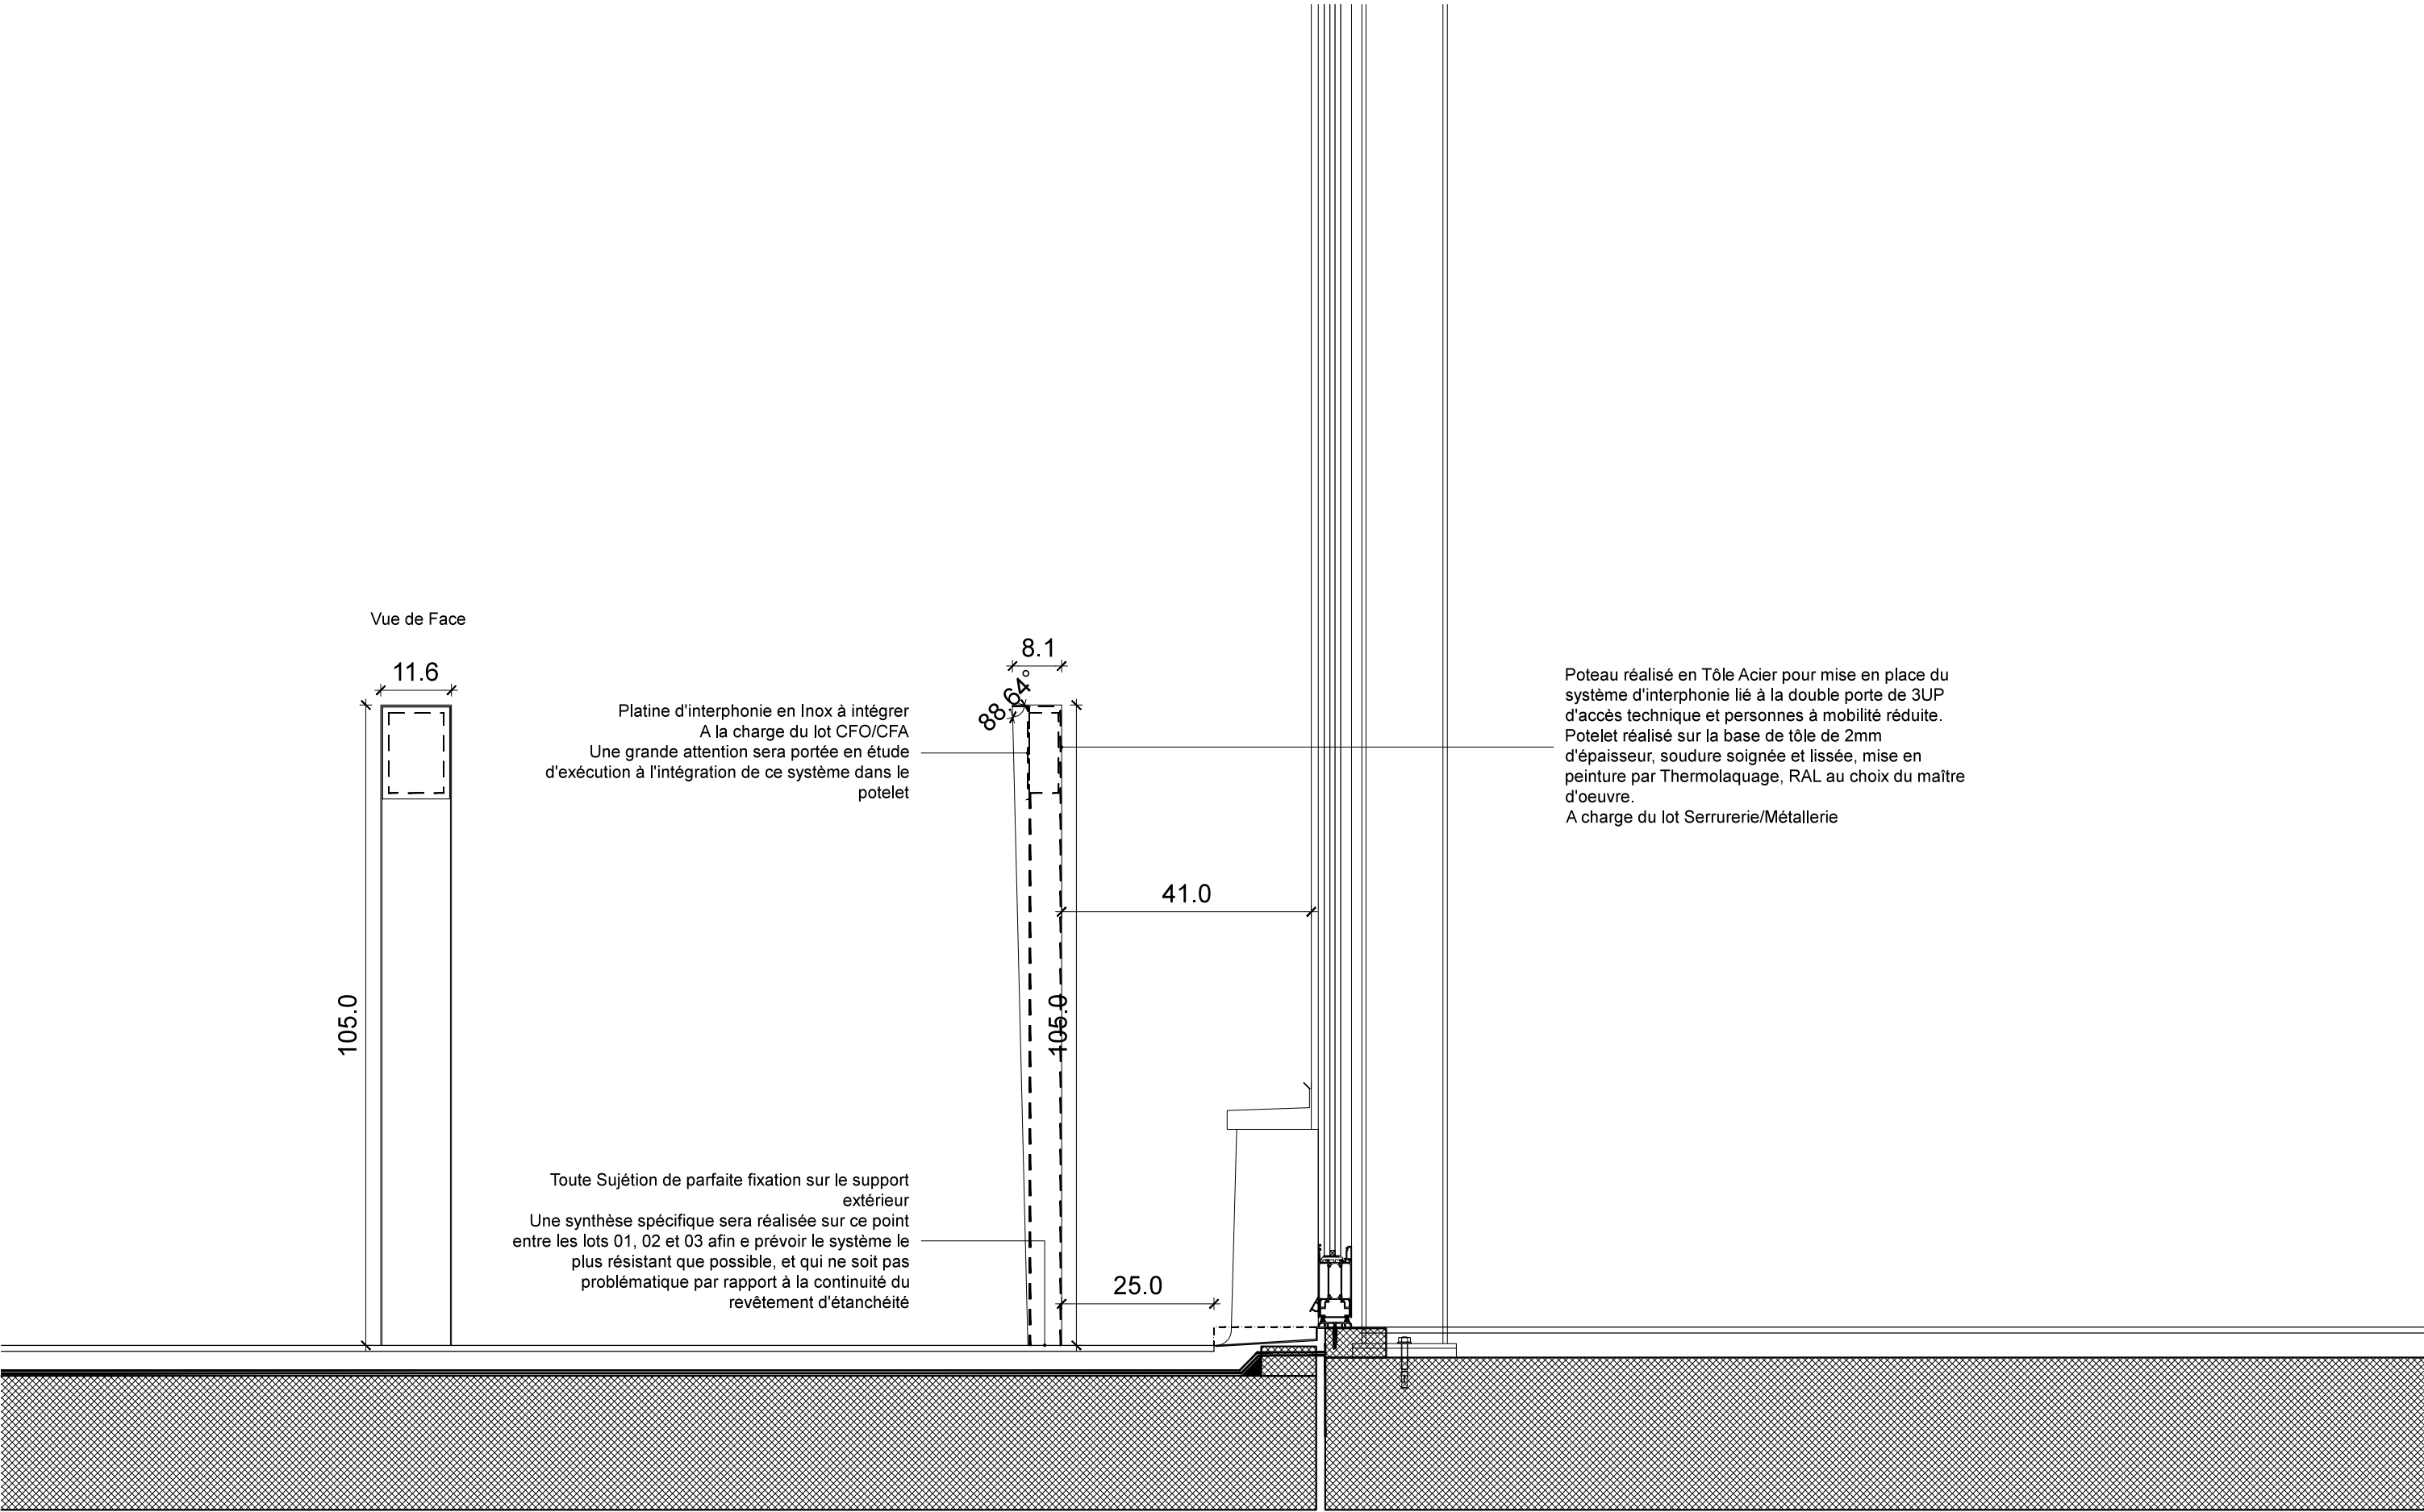 Vue de Face
11.6
105.0
8.1
88.64°
Platine d'interphonie en Inox à intégrer
A la charge du lot CFO/CFA
Une grande attention sera portée en étude
d'exécution à l'intégration de ce système dans le
potelet
Poteau réalisé en Tôle Acier pour mise en place du
système d'interphonie lié à la double porte de 3UP
d'accès technique et personnes à mobilité réduite.
Potelet réalisé sur la base de tôle de 2mm
d'épaisseur, soudure soignée et lissée, mise en
peinture par Thermolaquage, RAL au choix du maître
d'oeuvre.
A charge du lot Serrurerie/Métallerie
41.0
105.0
Toute Sujétion de parfaite fixation sur le support
extérieur
Une synthèse spécifique sera réalisée sur ce point
entre les lots 01, 02 et 03 afin e prévoir le système le
plus résistant que possible, et qui ne soit pas
problématique par rapport à la continuité du
revêtement d'étanchéité
25.0